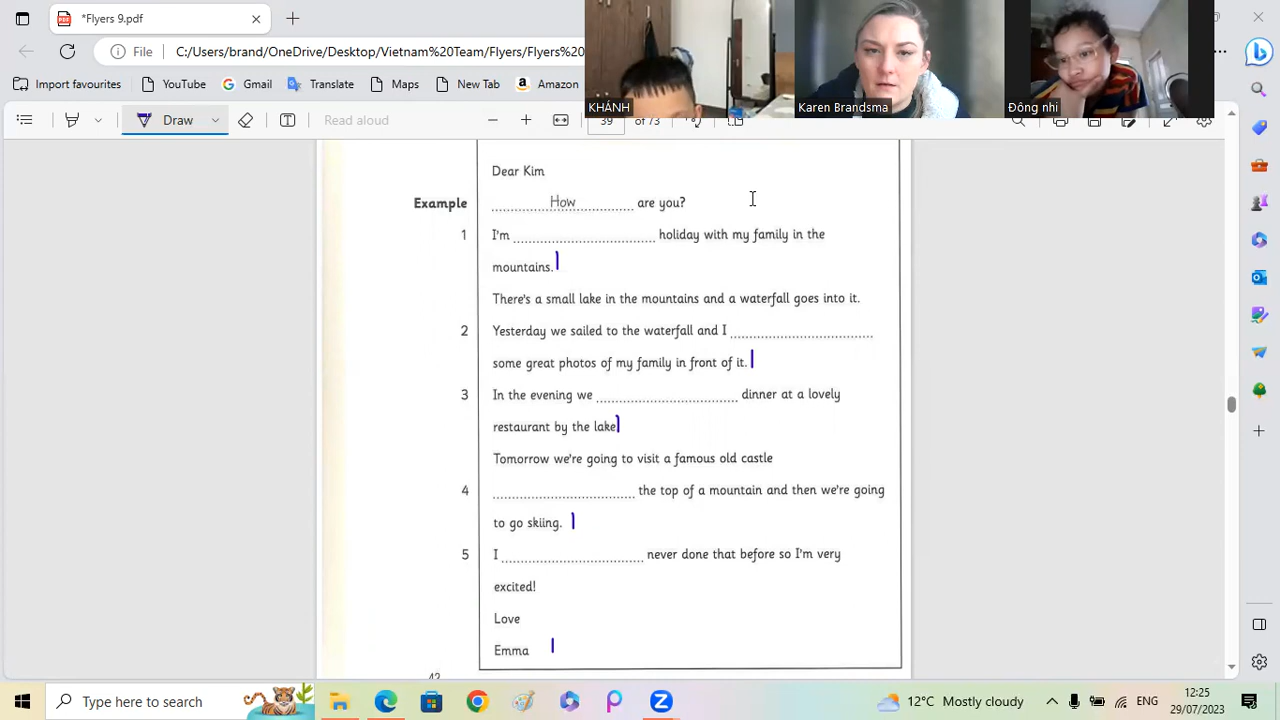 *Flyers 9.pdf
File
C:/Users/brand/OneDrive/Desktop/Vietnam%20Team/Flyers/Flyers%20
Import favourites
YouTube
Gmail
Translate
Maps
New Tab
Amazon
KHÁNH
Karen Brandsma
Đông nhi
Draw
Read aloud
39
of 73
Dear Kim
Example
How are you?
1 I'm ........................... holiday with my family in the
mountains.
There's a small lake in the mountains and a waterfall goes into it.
2 Yesterday we sailed to the waterfall and I ...........................
some great photos of my family in front of it.
3 In the evening we ........................... dinner at a lovely
restaurant by the lake
Tomorrow we're going to visit a famous old castle
4 ........................... the top of a mountain and then we're going
to go skiing.
5 I ........................... never done that before so I'm very
excited!
Love
Emma
Type here to search
12°C Mostly cloudy
ENG
12:25
29/07/2023